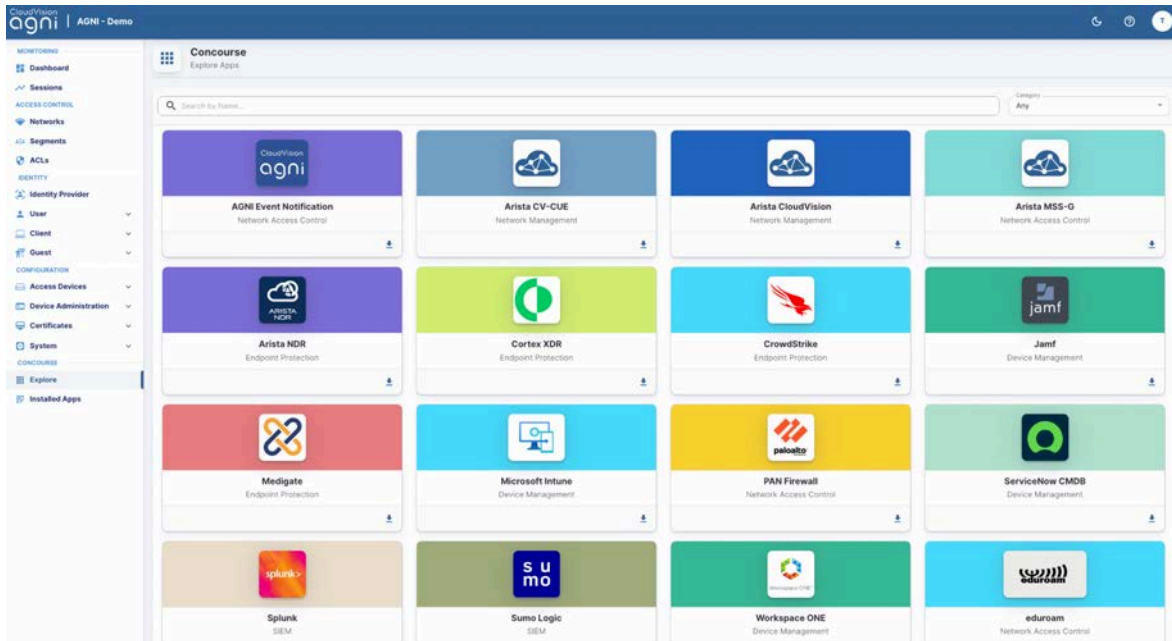 CloudVision
agni | AGNI - Demo
T
MONITORING
Dashboard
Sessions
ACCESS CONTROL
Networks
Segments
ACLs
IDENTITY
Identity Provider
User
Client
Guest
CONFIGURATION
Access Devices
Device Administration
Certificates
System
CONCOURSE
Explore
Installed Apps
Concourse
Explore Apps
Search by Name...
Category
Any
CloudVision
agni
AGNI Event Notification
Network Access Control
Arista CV-CUE
Network Management
Arista CloudVision
Network Management
Arista MSS-G
Network Access Control
ARISTA
NDR
Arista NDR
Endpoint Protection
Cortex XDR
Endpoint Protection
CrowdStrike
Endpoint Protection
jamf
Jamf
Device Management
Medigate
Endpoint Protection
Microsoft Intune
Device Management
paloalto
PAN Firewall
Network Access Control
ServiceNow CMDB
Device Management
splunk>
Splunk
SIEM
su
mo
Sumo Logic
SIEM
Workspace ONE
Workspace ONE
Device Management
eduroam
eduroam
Network Access Control